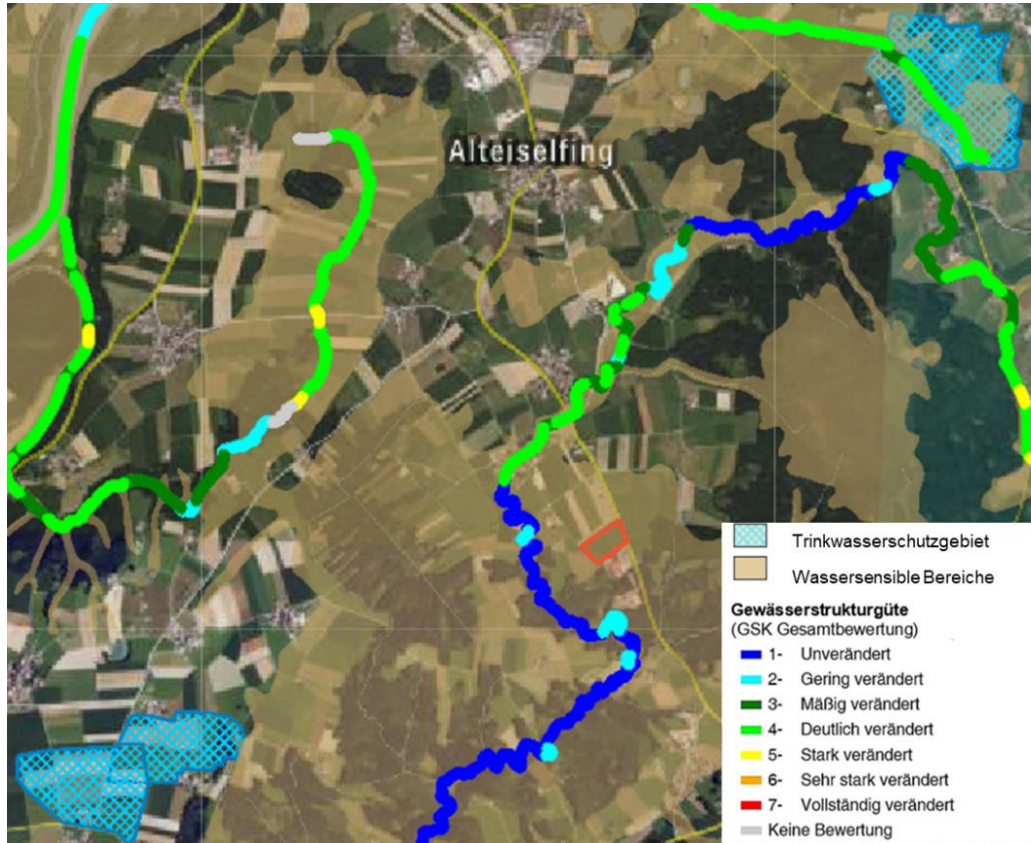 Alteiselfing
Trinkwasserschutzgebiet
Wassersensible Bereiche
Gewässerstrukturgüte
(GSK Gesamtbewertung)
1- Unverändert
2- Gering verändert
3- Mäßig verändert
4- Deutlich verändert
5- Stark verändert
6- Sehr stark verändert
7- Vollständig verändert
Keine Bewertung